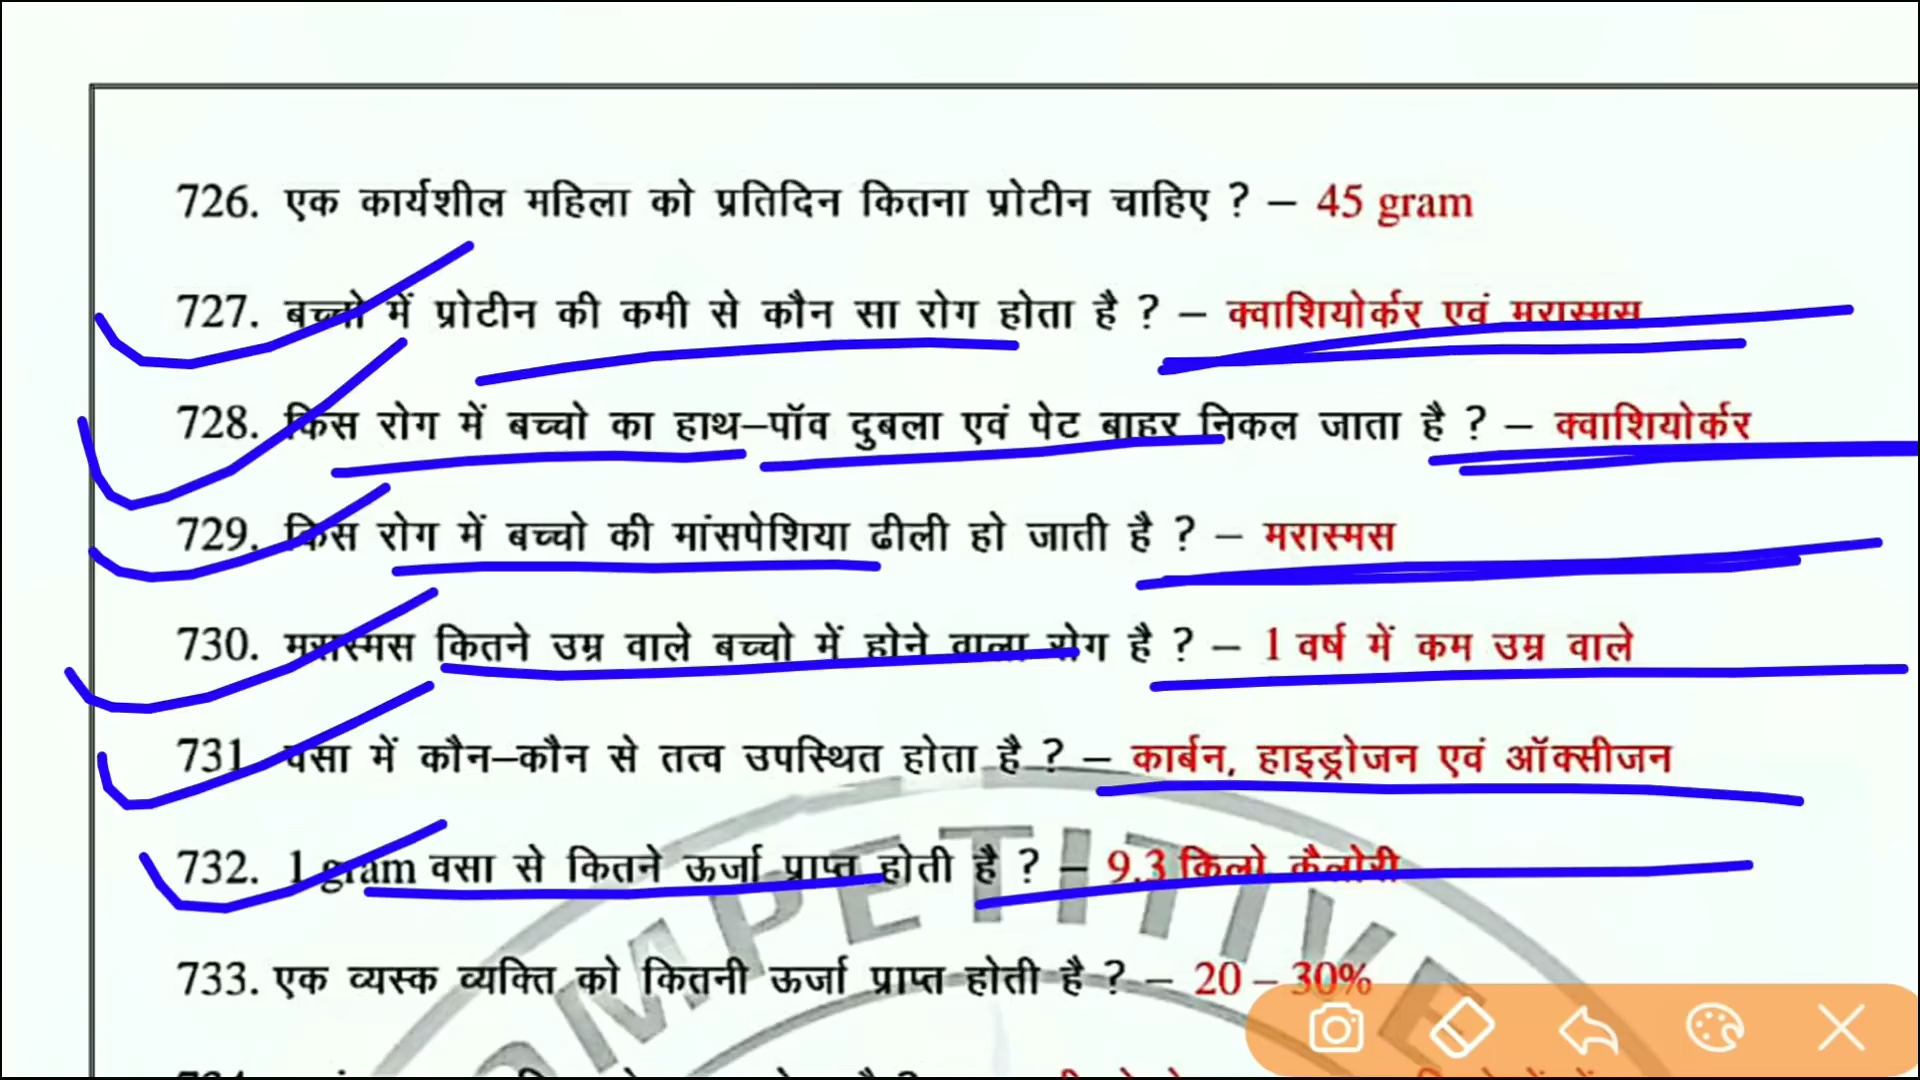 726. एक कार्यशील महिला को प्रतिदिन कितना प्रोटीन चाहिए ? – 45 gram
727. बच्चो में प्रोटीन की कमी से कौन सा रोग होता है ? – क्वाशियोर्कर एवं मरास्मस
728. किस रोग में बच्चो का हाथ–पॉव दुबला एवं पेट बाहर निकल जाता है ? – क्वाशियोर्कर
729. किस रोग में बच्चो की मांसपेशिया ढीली हो जाती है ? – मरास्मस
730. मरास्मस कितने उम्र वाले बच्चो में होने वाला रोग है ? – 1 वर्ष में कम उम्र वाले
731. वसा में कौन–कौन से तत्व उपस्थित होता है ? – कार्बन, हाइड्रोजन एवं ऑक्सीजन
732. 1 gram वसा से कितने ऊर्जा प्राप्त होती है ? – 9.3 किलो कैलोरी
733. एक व्यस्क व्यक्ति को कितनी ऊर्जा प्राप्त होती है ? – 20 – 30%